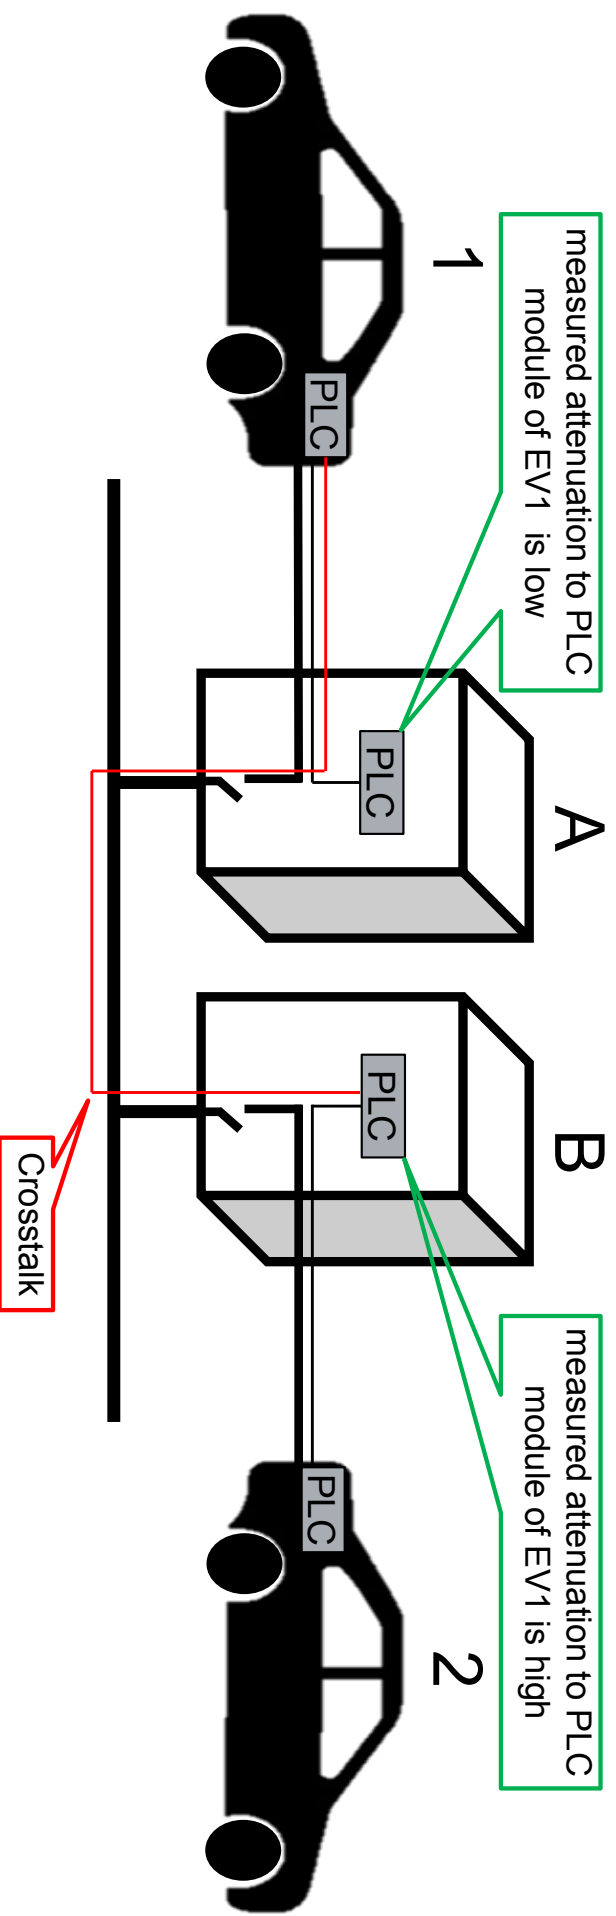 measured attenuation to PLC
module of EV1 is low
1
PLC
A
PLC
B
PLC
Crosstalk
measured attenuation to PLC
module of EV1 is high
2
PLC